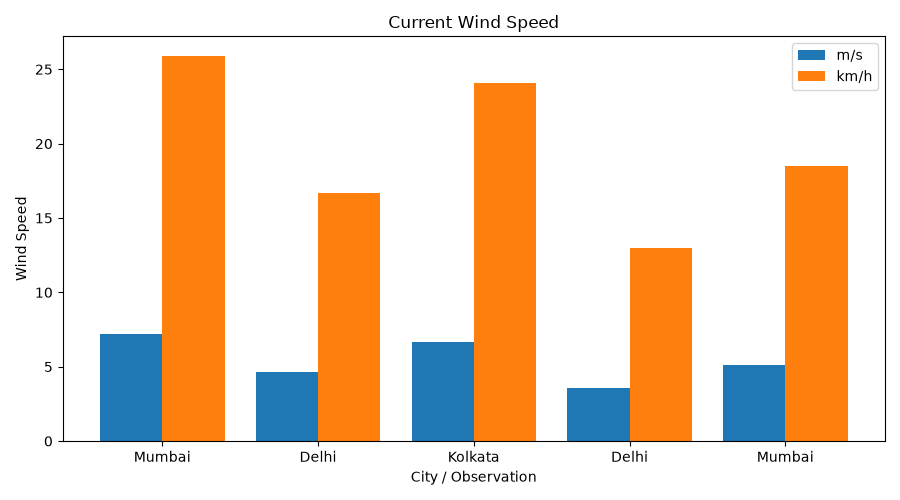 Current Wind Speed
m/s
km/h
25
20
15
10
5
0
Wind Speed
Mumbai Delhi Kolkata Delhi Mumbai
City / Observation